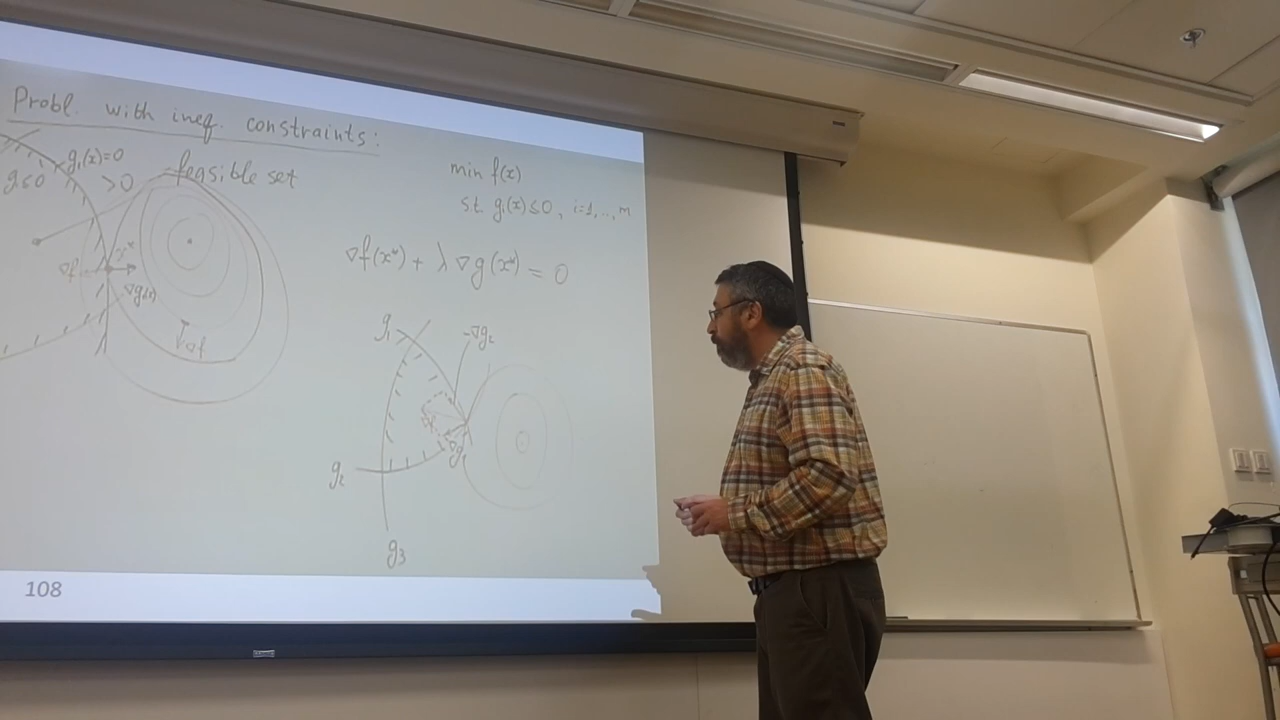 Probl. with ineq. constraints:
g₁(x)=0
g≤0
>0
feasible set
min f(x)
s.t. gᵢ(x)≤0, i=1,..,m
∇f(x*) + λ∇g(x*) = 0
∇f
x*
∇g(x)
∇f
g₁
-∇g₂
∇g₁
g₂
g₃
108